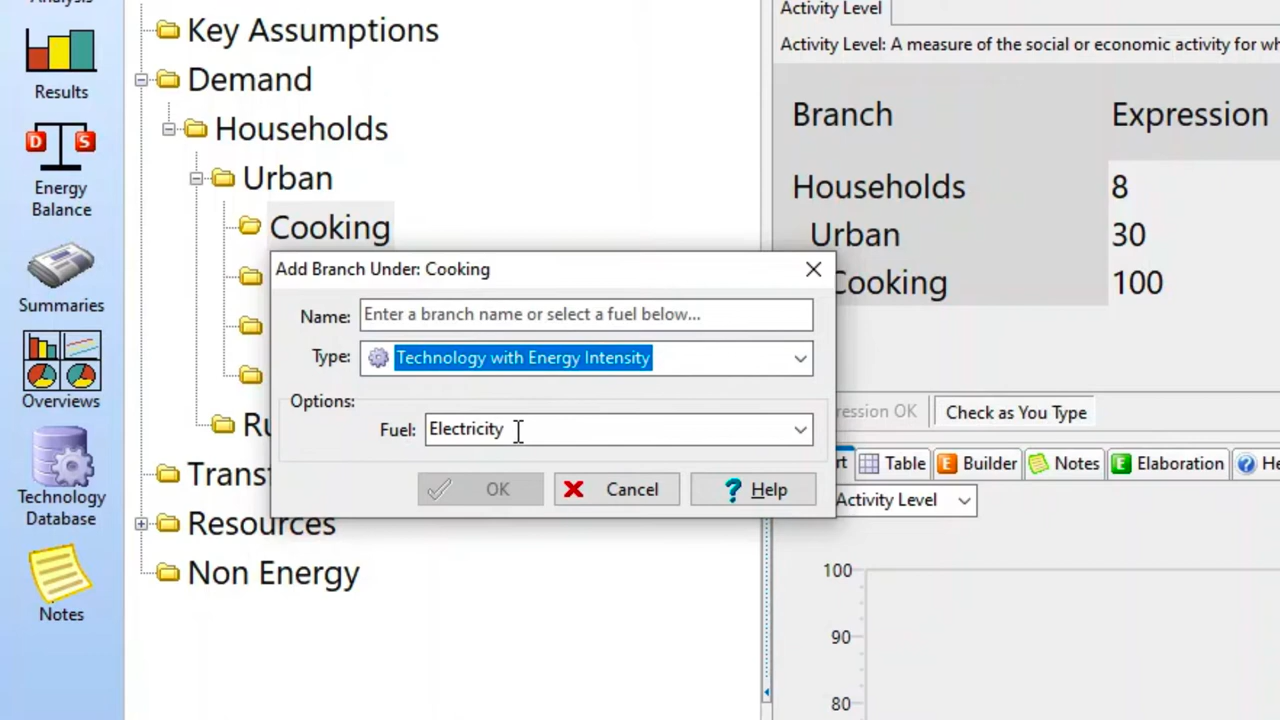 Analysis
Results
Energy
Balance
Summaries
Overviews
Technology
Database
Notes
Key Assumptions
Demand
Households
Urban
Cooking
Resources
Non Energy
Add Branch Under: Cooking
Name: Enter a branch name or select a fuel below...
Type: Technology with Energy Intensity
Options:
Fuel: Electricity
OK Cancel Help
Activity Level
Activity Level: A measure of the social or economic activity for
Branch Expression
Households 8
Urban 30
Cooking 100
ression OK Check as You Type
Table Builder Notes Elaboration He
Activity Level
100
90
80